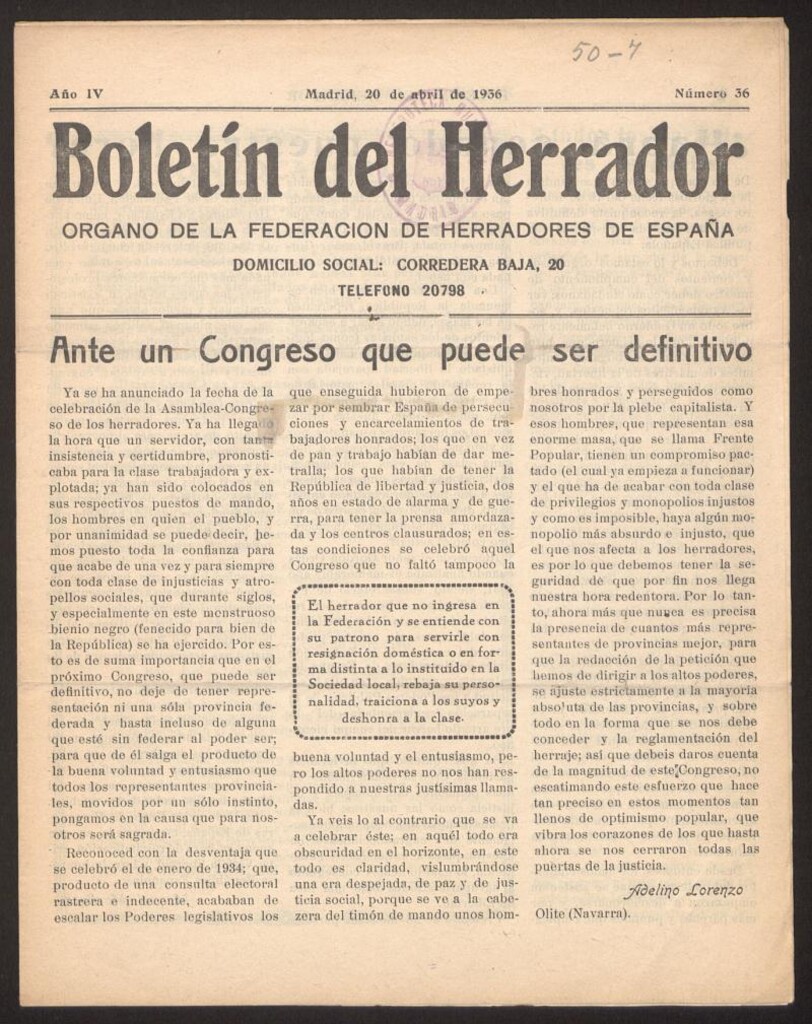 50-7
Año IV
Madrid, 20 de abril de 1936
Número 36
Boletín del Herrador
ORGANO DE LA FEDERACION DE HERRADORES DE ESPAÑA
DOMICILIO SOCIAL: CORREDERA BAJA, 20
TELEFONO 20798
Ante un Congreso que puede ser definitivo
Ya se ha anunciado la fecha de la
celebración de la Asamblea-Congre-
so de los herradores. Ya ha llegado
la hora que un servidor, con tanta
insistencia y certidumbre, pronosti-
caba para la clase trabajadora y ex-
plotada; ya han sido colocados en
sus respectivos puestos de mando,
los hombres en quien el pueblo, y
por unanimidad se puede decir, he-
mos puesto toda la confianza para
que acabe de una vez y para siempre
con toda clase de injusticias y atro-
pellos sociales, que durante siglos,
y especialmente en este monstruoso
bienio negro (fenecido para bien de
la República) se ha ejercido. Por es-
to es de suma importancia que en el
próximo Congreso, que puede ser
definitivo, no deje de tener repre-
sentación ni una sóla provincia fe-
derada y hasta incluso de alguna
que esté sin federar al poder ser;
para que de él salga el producto de
la buena voluntad y entusiasmo que
todos los representantes provincia-
les, movidos por un sólo instinto,
pongamos en la causa que para nos-
otros será sagrada.
Reconoced con la desventaja que
se celebró el de enero de 1934; que,
producto de una consulta electoral
rastrera e indecente, acababan de
escalar los Poderes legislativos los
que enseguida hubieron de empe-
zar por sembrar España de persecu-
ciones y encarcelamientos de tra-
bajadores honrados; los que en vez
de pan y trabajo habían de dar me-
tralla; los que habían de tener la
República de libertad y justicia, dos
años en estado de alarma y de gue-
rra, para tener la prensa amordaza-
da y los centros clausurados; en es-
tas condiciones se celebró aquel
Congreso que no faltó tampoco la
El herrador que no ingresa en
la Federación y se entiende con
su patrono para servirle con
resignación doméstica o en for-
ma distinta a lo instituído en la
Sociedad local, rebaja su perso-
nalidad, traiciona a los suyos y
deshonra a la clase.
buena voluntad y el entusiasmo, pe-
ro los altos poderes no nos han res-
pondido a nuestras justísimas llama-
das.
Ya veis lo al contrario que se va
a celebrar éste; en aquél todo era
obscuridad en el horizonte, en este
todo es claridad, vislumbrándose
una era despejada, de paz y de jus-
ticia social, porque se ve a la cabe-
zera del timón de mando unos hom-
bres honrados y perseguidos como
nosotros por la plebe capitalista. Y
esos hombres, que representan esa
enorme masa, que se llama Frente
Popular, tienen un compromiso pac-
tado (el cual ya empieza a funcionar)
y el que ha de acabar con toda clase
de privilegios y monopolios injustos
y como es imposible, haya algún mo-
nopolio más absurdo e injusto, que
el que nos afecta a los herradores,
es por lo que debemos tener la se-
guridad de que por fin nos llega
nuestra hora redentora. Por lo tan-
to, ahora más que nunca es precisa
la presencia de cuantos más repre-
sentantes de provincias mejor, para
que la redacción de la petición que
hemos de dirigir a los altos poderes,
se ajuste estrictamente a la mayoría
absoluta de las provincias, y sobre
todo en la forma que se nos debe
conceder y la reglamentación del
herraje; así que debeis daros cuenta
de la magnitud de este Congreso, no
escatimando este esfuerzo que hace
tan preciso en estos momentos tan
llenos de optimismo popular, que
vibra los corazones de los que hasta
ahora se nos cerraron todas las
puertas de la justicia.
Adelino Lorenzo
Olite (Navarra).